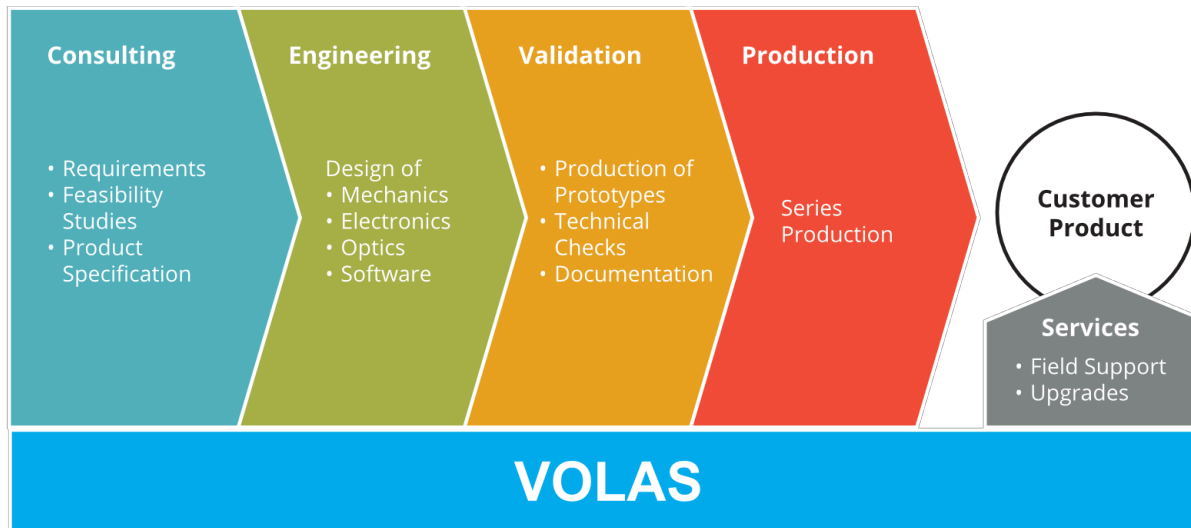 Consulting
• Requirements
• Feasibility
Studies
• Product
Specification
Engineering
Design of
• Mechanics
• Electronics
• Optics
• Software
Validation
• Production of
Prototypes
• Technical
Checks
• Documentation
Production
Series
Production
Customer
Product
Services
• Field Support
• Upgrades
VOLAS